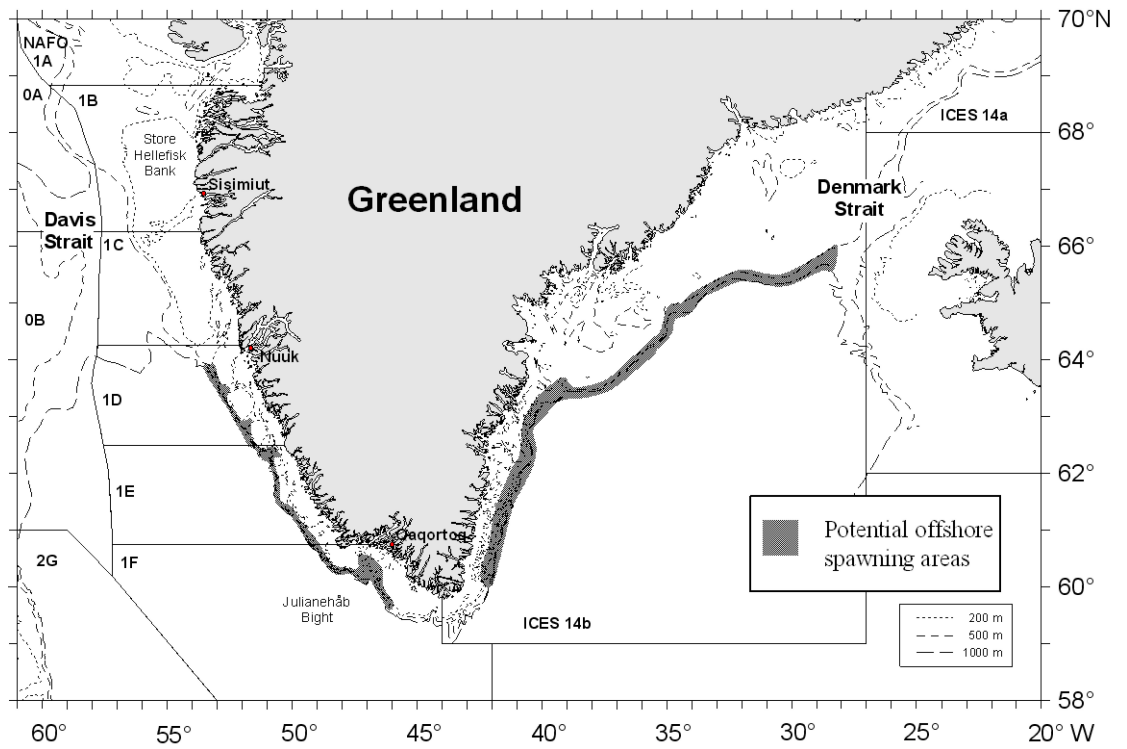 70°N
NAFO
1A
0A
1B
ICES 14a
68°
Store
Hellefisk
Bank
Sisimiut
Greenland
Denmark
Strait
Davis
Strait
1C
66°
0B
Nuuk
64°
1D
62°
1E
Qaqortoq
Potential offshore
spawning areas
2G
1F
60°
Julianehåb
Bight
ICES 14b
200 m
500 m
1000 m
58°
60°
55°
50°
45°
40°
35°
30°
25°
20° W